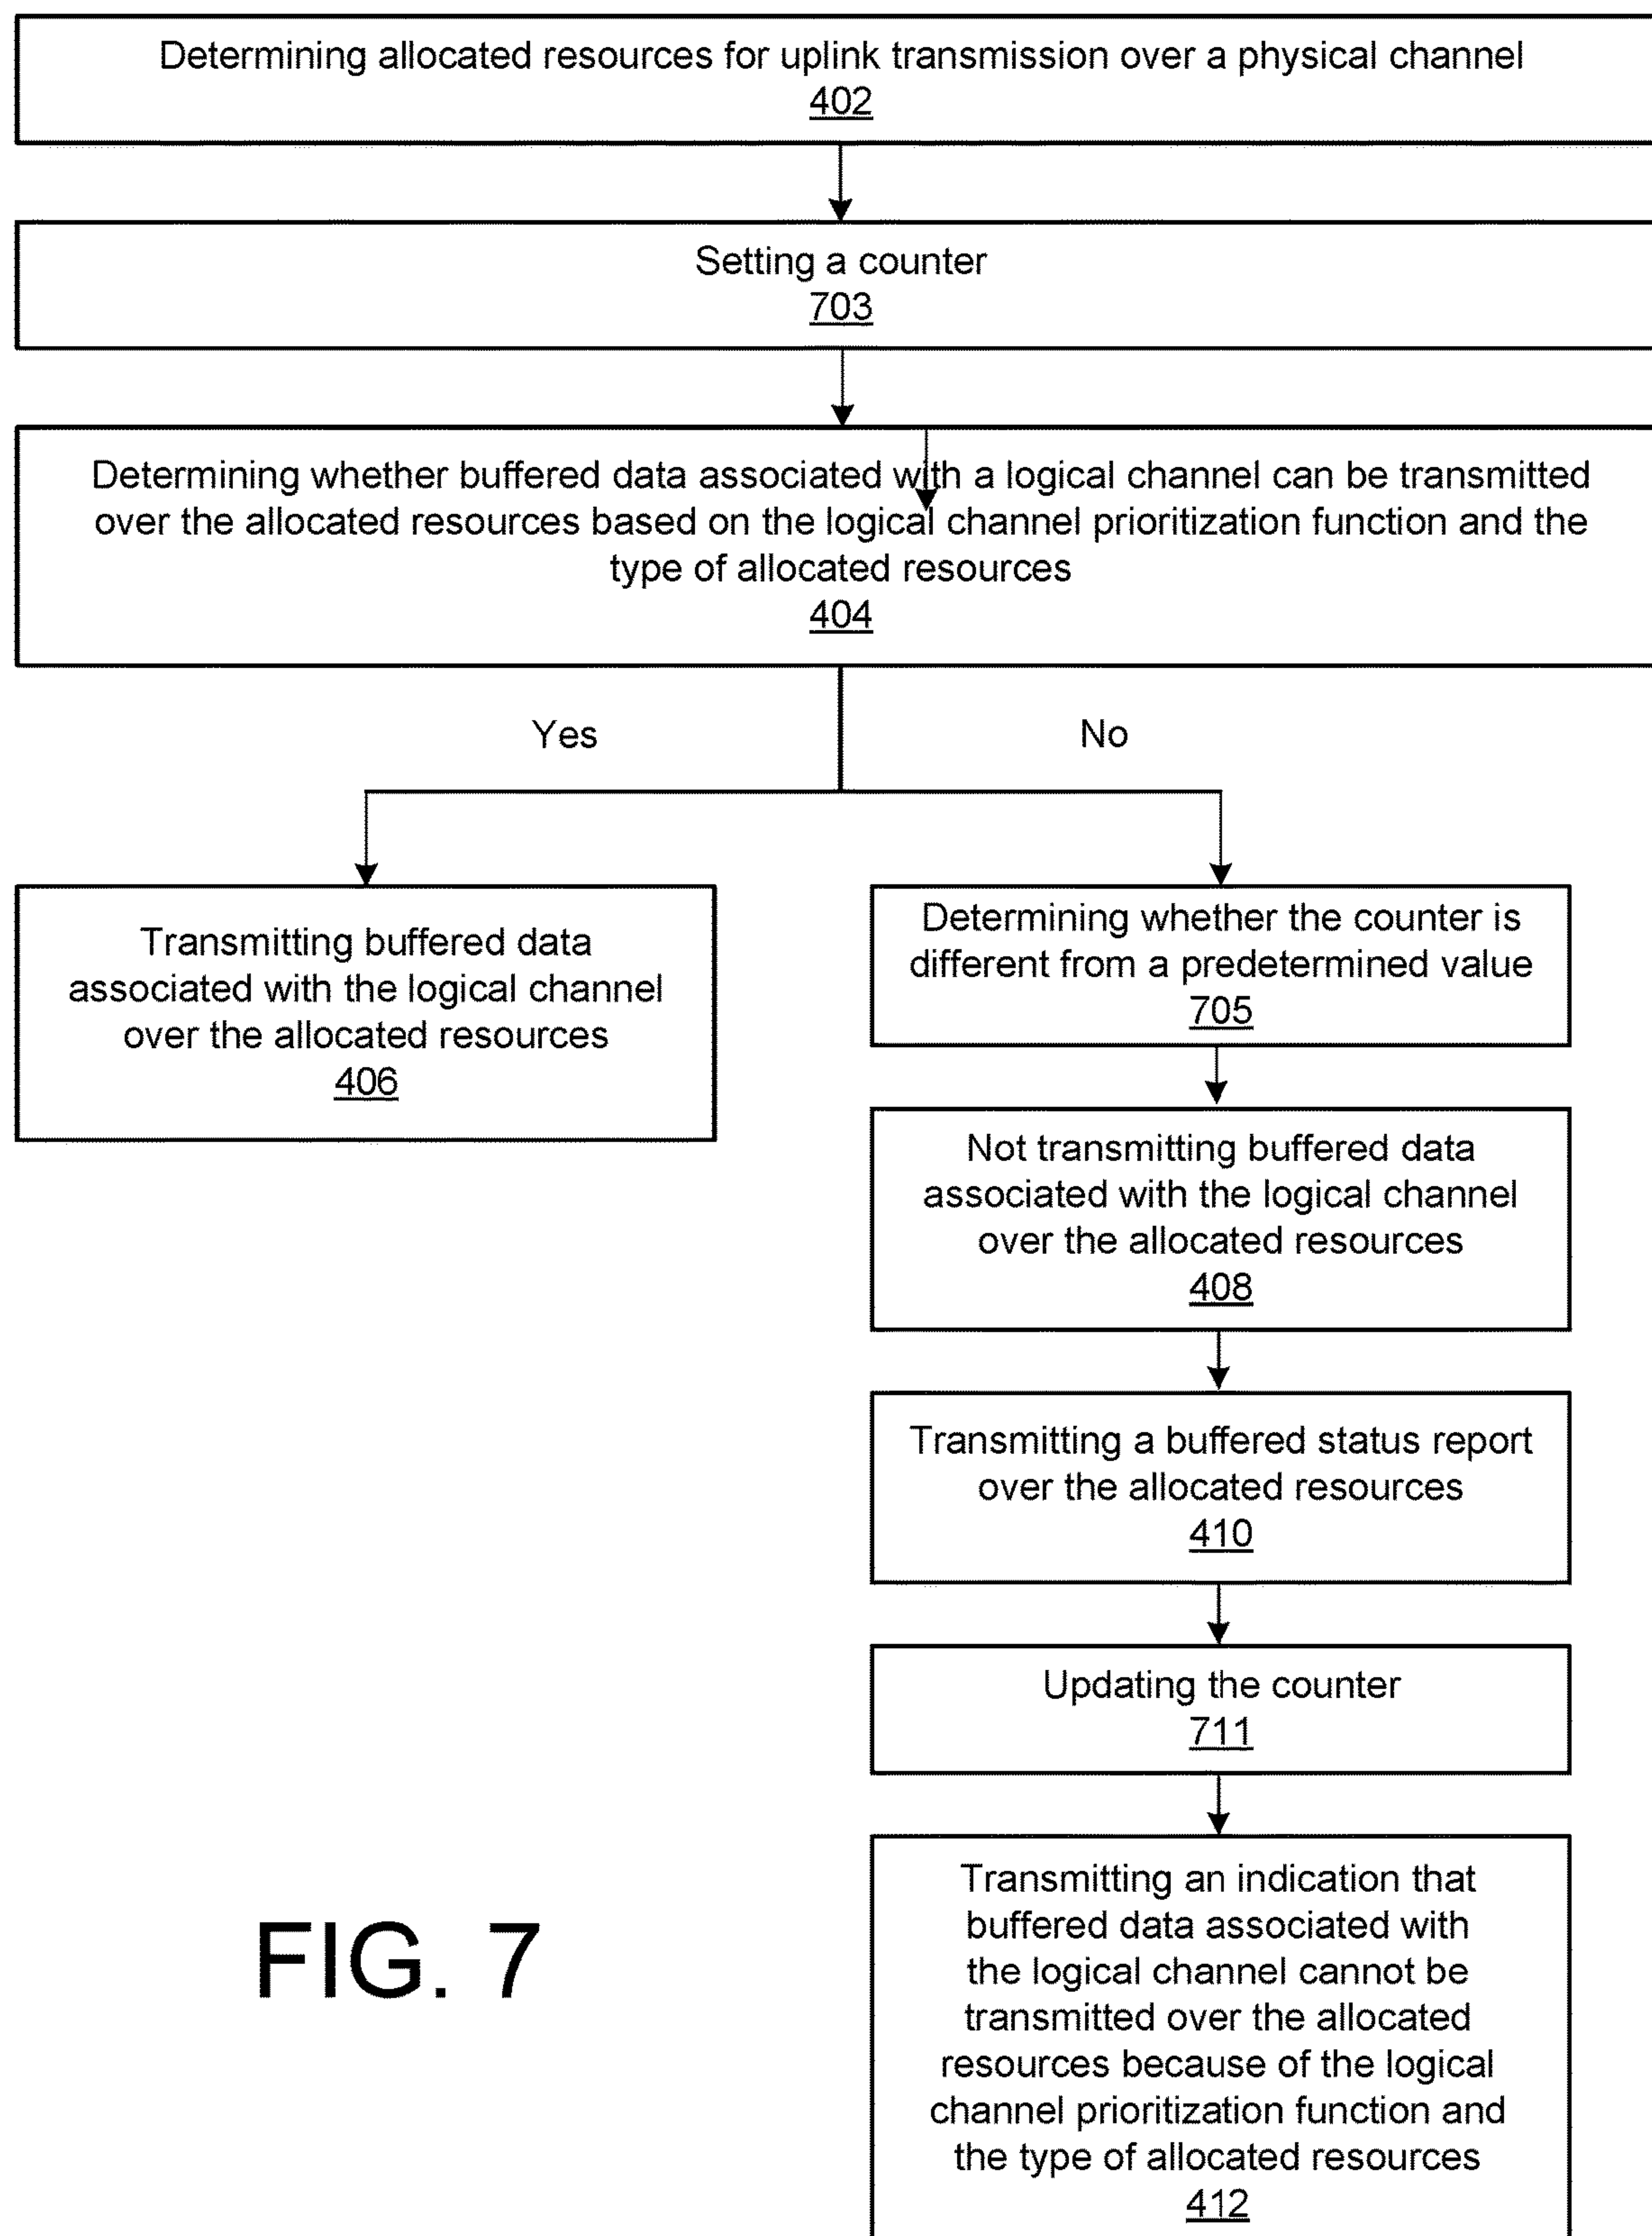 Determining allocated resources for uplink transmission over a physical channel
402
Setting a counter
703
Determining whether buffered data associated with a logical channel can be transmitted
over the allocated resources based on the logical channel prioritization function and the
type of allocated resources
404
Yes
No
Transmitting buffered data
associated with the logical channel
over the allocated resources
406
Determining whether the counter is
different from a predetermined value
705
Not transmitting buffered data
associated with the logical channel
over the allocated resources
408
Transmitting a buffered status report
over the allocated resources
410
Updating the counter
711
Transmitting an indication that
buffered data associated with
the logical channel cannot be
transmitted over the allocated
resources because of the logical
channel prioritization function and
the type of allocated resources
412
FIG. 7